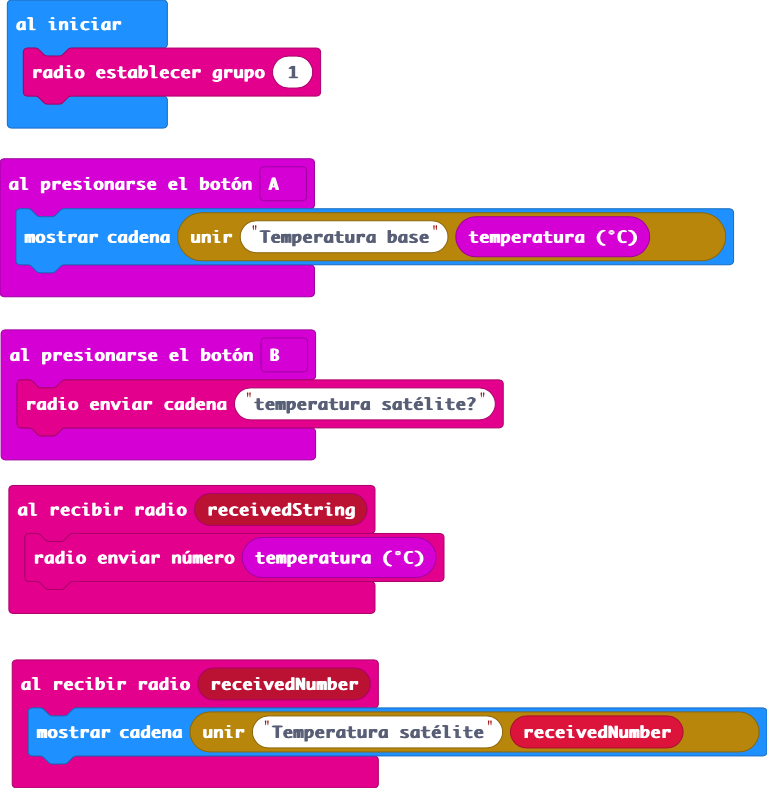 al iniciar
radio establecer grupo 1
al presionarse el botón A
mostrar cadena unir "Temperatura base" temperatura (°C)
al presionarse el botón B
radio enviar cadena "temperatura satélite?"
al recibir radio receivedString
radio enviar número temperatura (°C)
al recibir radio receivedNumber
mostrar cadena unir "Temperatura satélite" receivedNumber